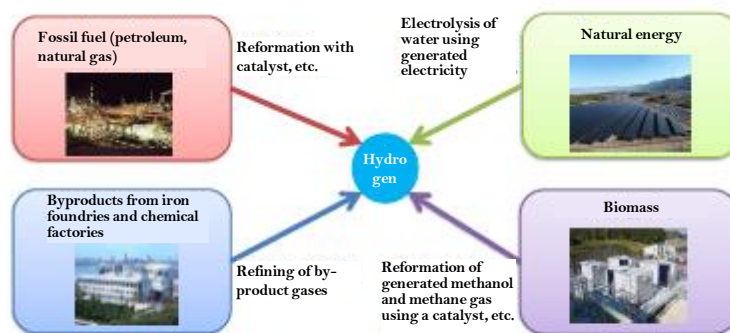 Fossil fuel (petroleum,
natural gas)
Reformation with
catalyst, etc.
Electrolysis of
water using
generated
electricity
Natural energy
Hydro
gen
Byproducts from iron
foundries and chemical
factories
Refining of by-
product gases
Reformation of
generated methanol
and methane gas
using a catalyst, etc.
Biomass